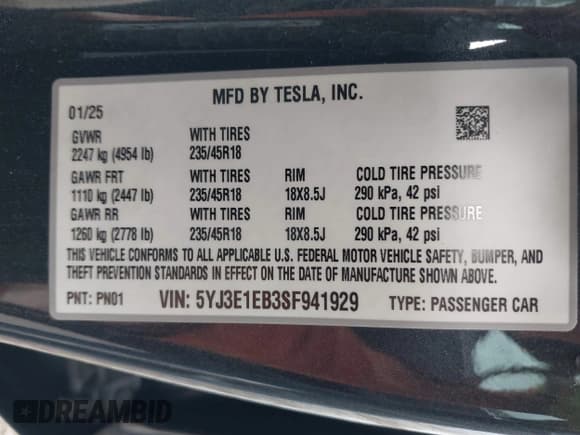 MFD BY TESLA, INC.
01/25
GVWR WITH TIRES
2247 kg (4954 lb) 235/45R18
GAWR FRT WITH TIRES RIM COLD TIRE PRESSURE
1110 kg (2447 lb) 235/45R18 18X8.5J 290 kPa, 42 psi
GAWR RR WITH TIRES RIM COLD TIRE PRESSURE
1260 kg (2778 lb) 235/45R18 18X8.5J 290 kPa, 42 psi
THIS VEHICLE CONFORMS TO ALL APPLICABLE U.S. FEDERAL MOTOR VEHICLE SAFETY, BUMPER, AND
THEFT PREVENTION STANDARDS IN EFFECT ON THE DATE OF MANUFACTURE SHOWN ABOVE.
PNT: PN01 VIN: 5YJ3E1EB3SF941929 TYPE: PASSENGER CAR
DREAMBID